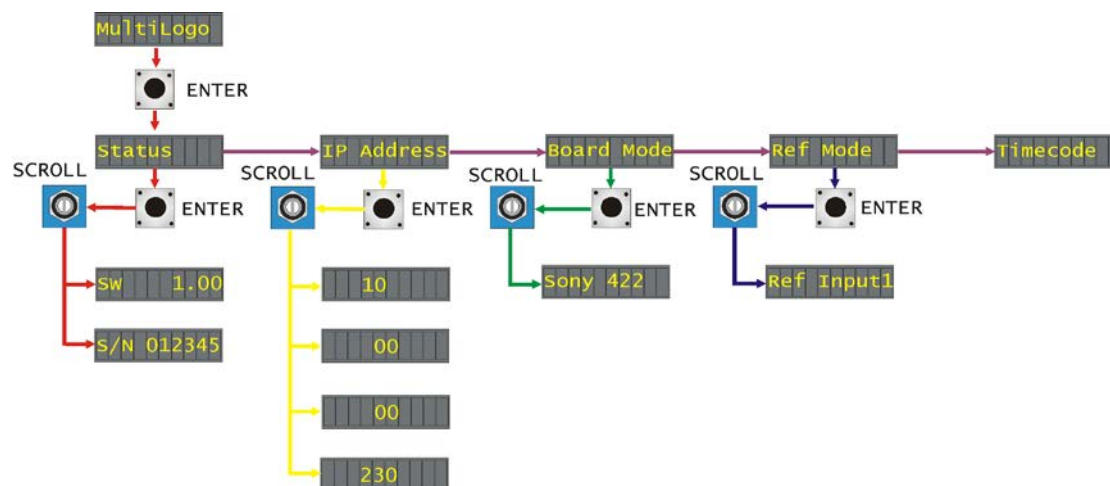 MultiLogo
ENTER
Status
IP Address
Board Mode
Ref Mode
Timecode
SCROLL
ENTER
SCROLL
ENTER
SCROLL
ENTER
SCROLL
ENTER
SW 1.00
S/N 012345
10
00
00
230
Sony 422
Ref Input1